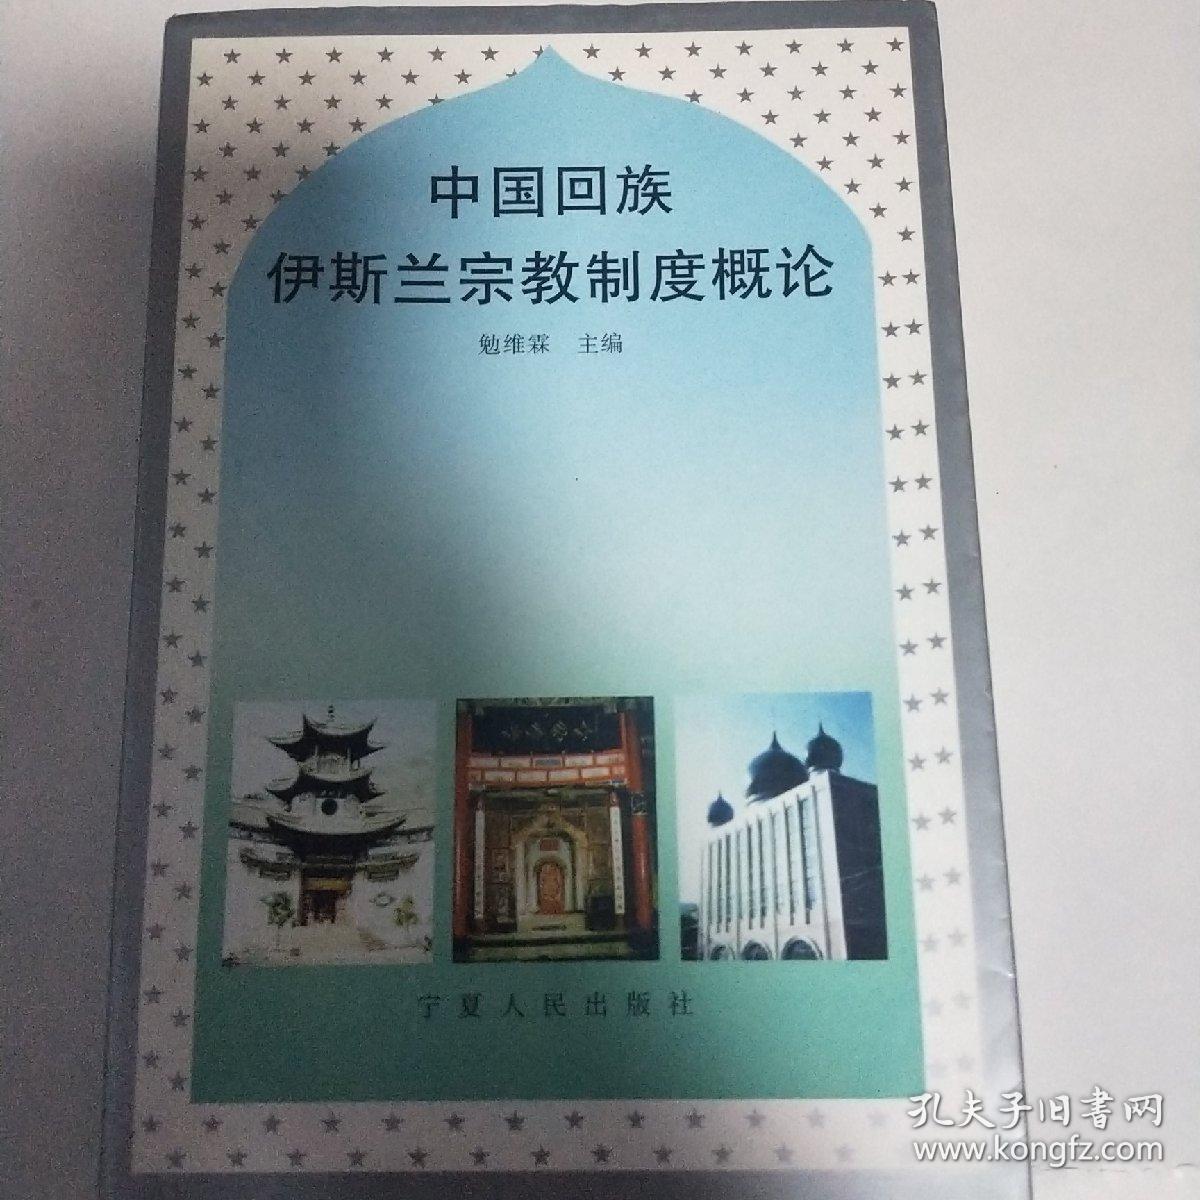 中国回族
伊斯兰宗教制度概论
勉维霖 主编
宁夏人民出版社
孔夫子旧书网
www.kongfz.com